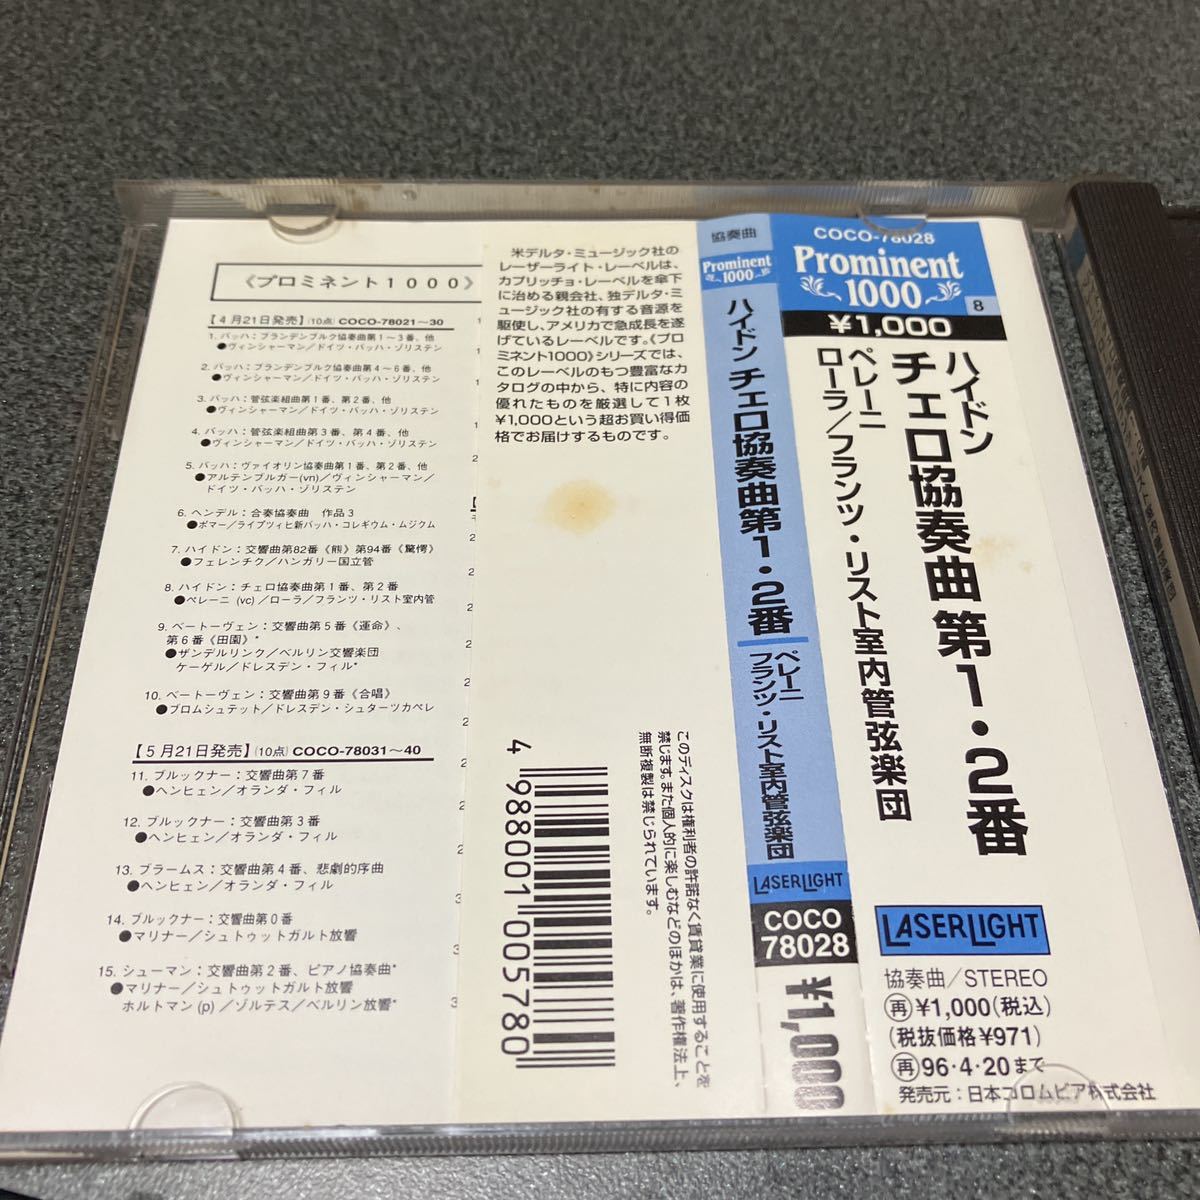 《プロミネント1000》
【4月21日発売】(10点) COCO-78021～30
1. バッハ：ブランデンブルク協奏曲第1～3番、他
●ヴィンシャーマン／ドイツ・バッハ・ゾリステン
2. バッハ：ブランデンブルク協奏曲第4～6番、他
●ヴィンシャーマン／ドイツ・バッハ・ゾリステン
3. バッハ：管弦楽組曲第1番、第2番、他
●ヴィンシャーマン／ドイツ・バッハ・ゾリステン
4. バッハ：管弦楽組曲第3番、第4番、他
●ヴィンシャーマン／ドイツ・バッハ・ゾリステン
5. バッハ：ヴァイオリン協奏曲第1番、第2番、他
●アルテンブルガー(vn)／ヴィンシャーマン／
ドイツ・バッハ・ゾリステン
6. ヘンデル：合奏協奏曲 作品3
●ポマー／ライプツィヒ新バッハ・コレギウム・ムジクム
7. ハイドン：交響曲第82番《熊》第94番《驚愕》
●フェレンチク／ハンガリー国立管
8. ハイドン：チェロ協奏曲第1番、第2番
●ペレーニ (vc)／ローラ／フランツ・リスト室内管
9. ベートーヴェン：交響曲第5番《運命》、
第6番《田園》*
●ザンデルリンク／ベルリン交響楽団
ケーゲル／ドレスデン・フィル*
10. ベートーヴェン：交響曲第9番《合唱》
●ブロムシュテット／ドレスデン・シュターツカペレ
【5月21日発売】(10点) COCO-78031～40
11. ブルックナー：交響曲第7番
●ヘンヒェン／オランダ・フィル
12. ブルックナー：交響曲第3番
●ヘンヒェン／オランダ・フィル
13. ブラームス：交響曲第4番、悲劇的序曲
●ヘンヒェン／オランダ・フィル
14. ブルックナー：交響曲第0番
●マリナー／シュトゥットガルト放響
15. シューマン：交響曲第2番、ピアノ協奏曲*
●マリナー／シュトゥットガルト放響
ホルトマン(p)／ゾルテス／ベルリン放響*
米デルタ・ミュージック社の
レーザーライト・レーベルは、
カプリッチョ・レーベルを傘下
に治める親会社、独デルタ・ミ
ュージック社の有する音源を
駆使し、アメリカで急成長を遂
げているレーベルです。《プロ
ミネント1000》シリーズでは、
このレーベルのもつ豊富なカ
タログの中から、特に内容の
優れたものを厳選して1枚
¥1,000という超お買い得価
格でお届けするものです。
このディスクは権利者の許諾なく賃貸業に使用することを
禁じます。また個人的に楽しむなどのほかは、著作権法上、
無断複製は禁じられています。
4 988001 005780
協奏曲
Prominent
1000
ハイドン チェロ協奏曲第1・2番
ペレーニ
フランツ・リスト室内管弦楽団
LASERLIGHT
COCO
78028
¥1,000
COCO-78028
Prominent
1000
8
¥1,000
ハイドン
チェロ協奏曲 第1・2番
ペレーニ
ローラ／フランツ・リスト室内管弦楽団
LASERLIGHT
協奏曲／STEREO
再¥1,000(税込)
(税抜価格¥971)
再96・4・20まで
発売元：日本コロムビア株式会社